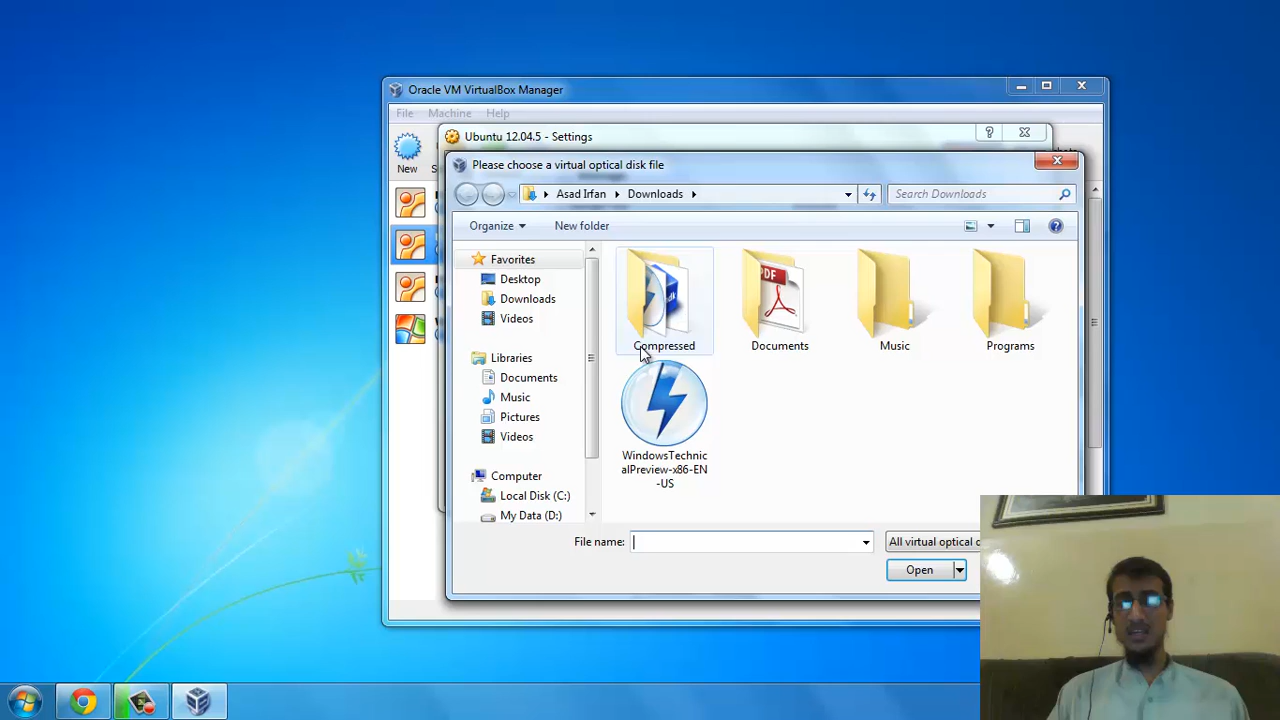 Oracle VM VirtualBox Manager
File Machine Help
Ubuntu 12.04.5 - Settings
New
Please choose a virtual optical disk file
Asad Irfan Downloads
Search Downloads
Organize New folder
Favorites
Desktop
Downloads
Videos
Libraries
Documents
Music
Pictures
Videos
Computer
Local Disk (C:)
My Data (D:)
Compressed
PDF
Documents
Music
Programs
WindowsTechnic
alPreview-x86-EN
-US
File name:
All virtual optical
Open